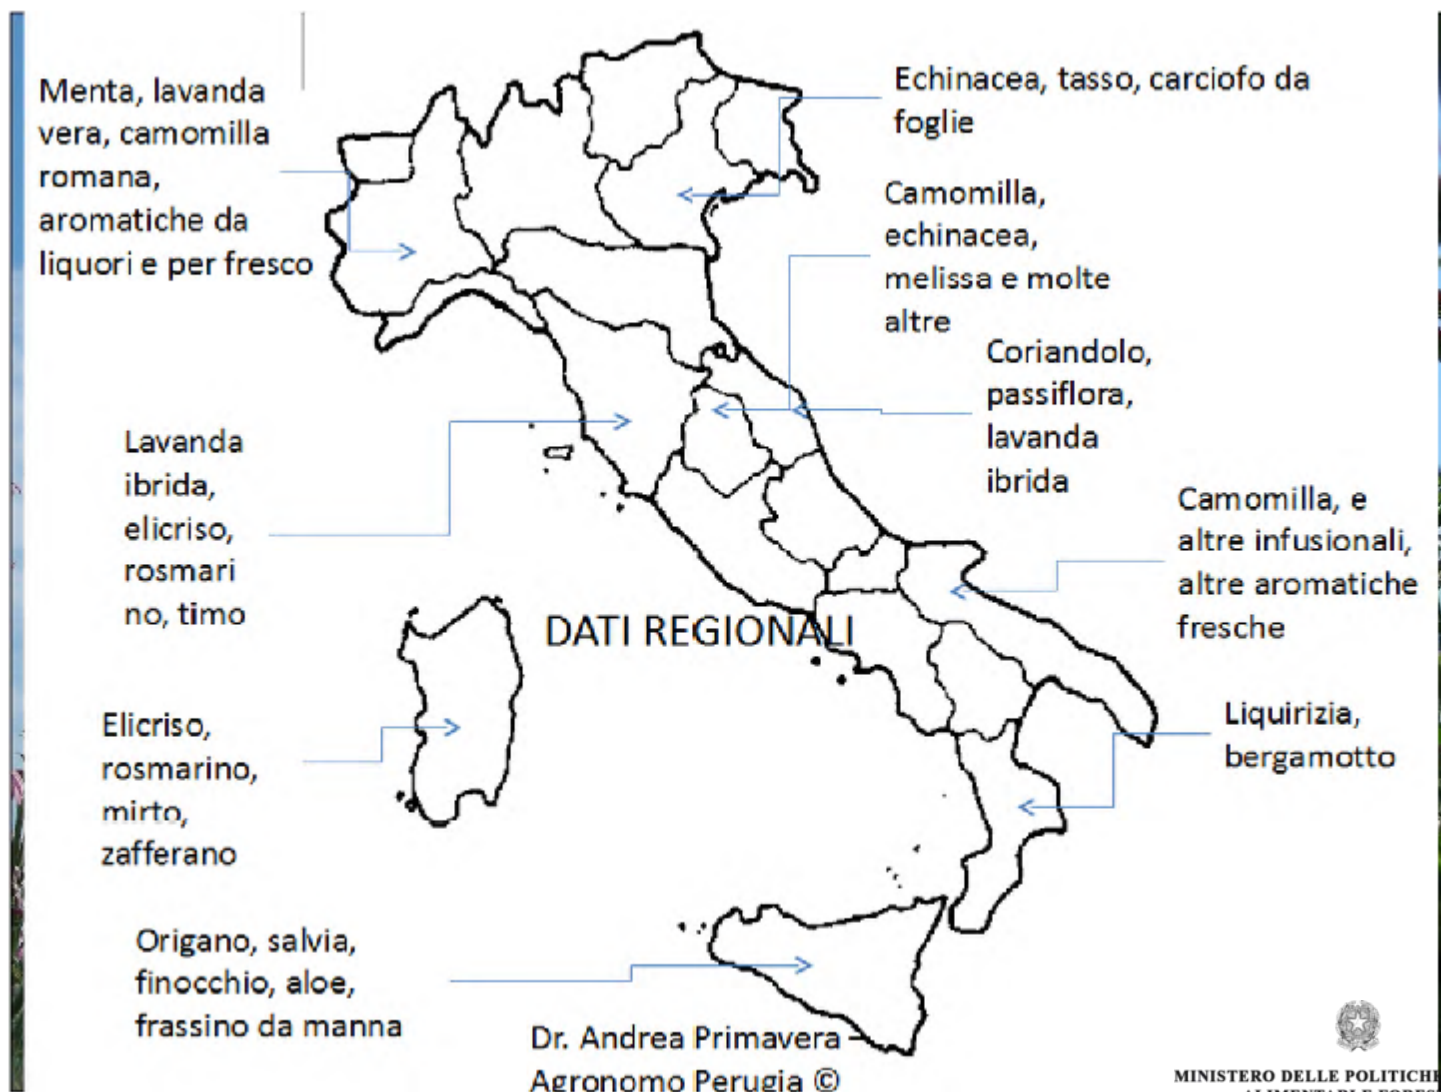 Menta, lavanda
vera, camomilla
romana,
aromatiche da
liquori e per fresco
Echinacea, tasso, carciofo da
foglie
Camomilla,
echinacea,
melissa e molte
altre
Coriandolo,
passiflora,
lavanda
ibrida
Lavanda
ibrida,
elicriso,
rosmari
no, timo
Camomilla, e
altre infusionali,
altre aromatiche
fresche
DATI REGIONALI
Elicriso,
rosmarino,
mirto,
zafferano
Liquirizia,
bergamotto
Origano, salvia,
finocchio, aloe,
frassino da manna
Dr. Andrea Primavera -
Agronomo Perugia ©
MINISTERO DELLE POLITICHE